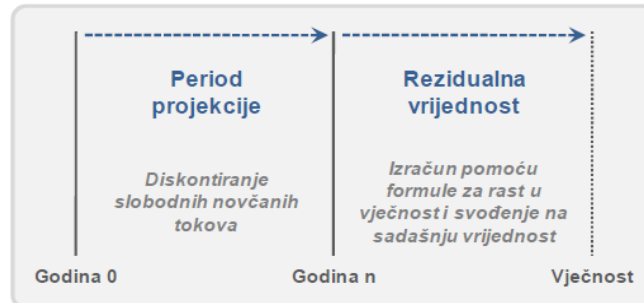 Period
projekcije
Rezidualna
vrijednost
Diskontiranje
slobodnih novčanih
tokova
Izračun pomoću
formule za rast u
vječnost i svođenje na
sadašnju vrijednost
Godina 0
Godina n
Vječnost